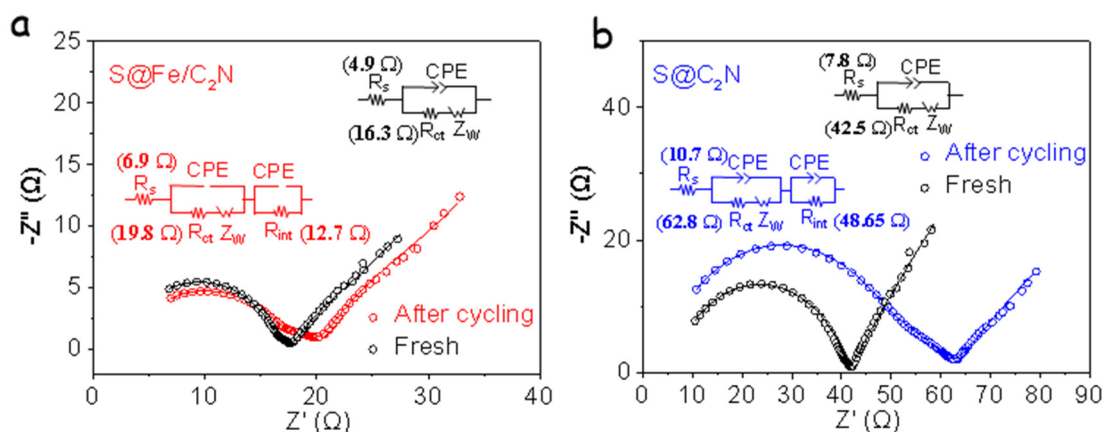 a
25
20
15
10
5
0
-Z" (Ω)
S@Fe/C₂N
(4.9 Ω)
CPE
Rs
(16.3 Ω) Rct ZW
(6.9 Ω)
CPE
CPE
Rs
(19.8 Ω) Rct ZW Rint (12.7 Ω)
After cycling
Fresh
0 10 20 30 40
Z' (Ω)
b
40
20
0
-Z" (Ω)
S@C₂N
(7.8 Ω)
CPE
Rs
(42.5 Ω) Rct ZW
(10.7 Ω)
CPE
CPE
Rs
(62.8 Ω) Rct ZW Rint (48.65 Ω)
After cycling
Fresh
0 10 20 30 40 50 60 70 80 90
Z' (Ω)